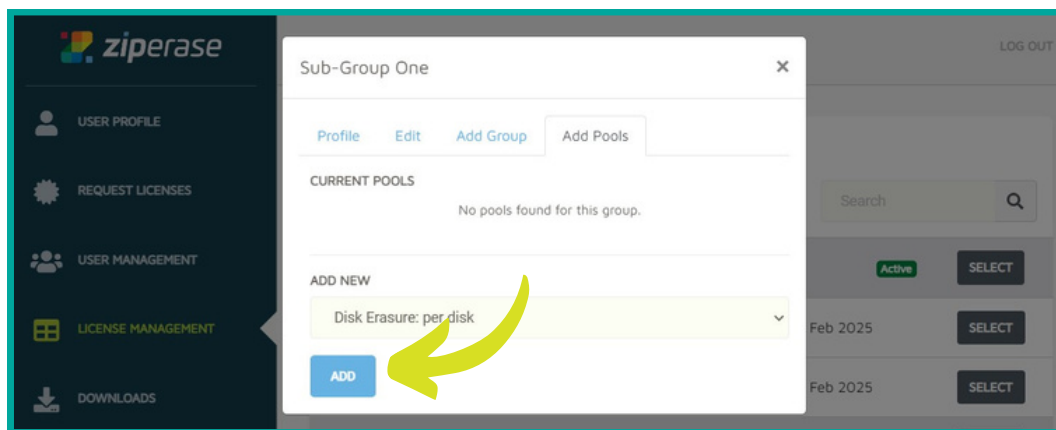 ziperase
LOG OUT
Sub-Group One
×
USER PROFILE
Profile Edit Add Group Add Pools
CURRENT POOLS
REQUEST LICENSES
No pools found for this group.
Search
USER MANAGEMENT
Active SELECT
ADD NEW
Disk Erasure: per disk
LICENSE MANAGEMENT
Feb 2025 SELECT
ADD
Feb 2025 SELECT
DOWNLOADS